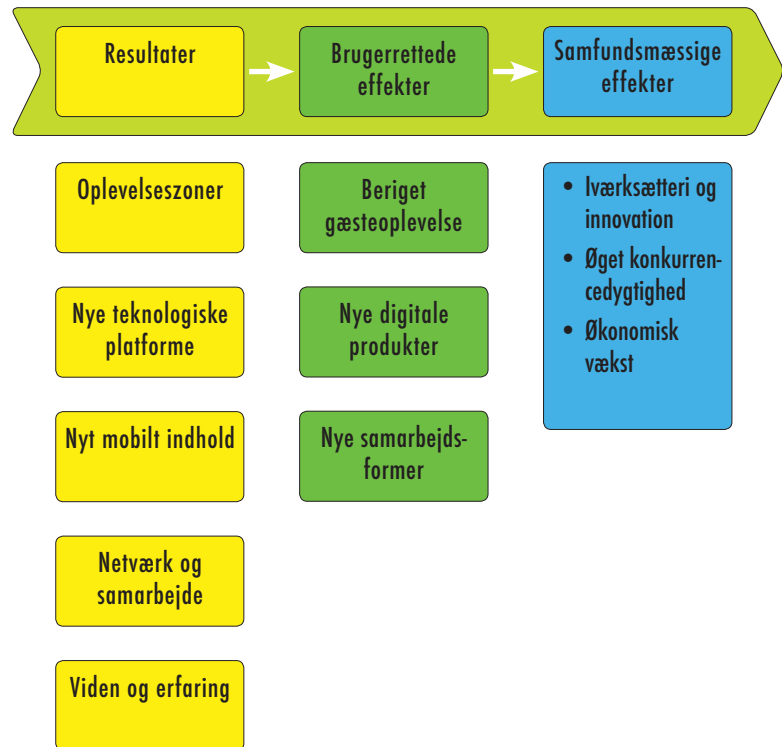 Resultater
Brugerrettede
effekter
Samfundsmæssige
effekter
Oplevelseszoner
Nye teknologiske
platforme
Nyt mobilt indhold
Netværk og
samarbejde
Viden og erfaring
Beriget
gæsteoplevelse
Nye digitale
produkter
Nye samarbejds-
former
• Iværksætteri og
innovation
• Øget konkurren-
cedygtighed
• Økonomisk
vækst